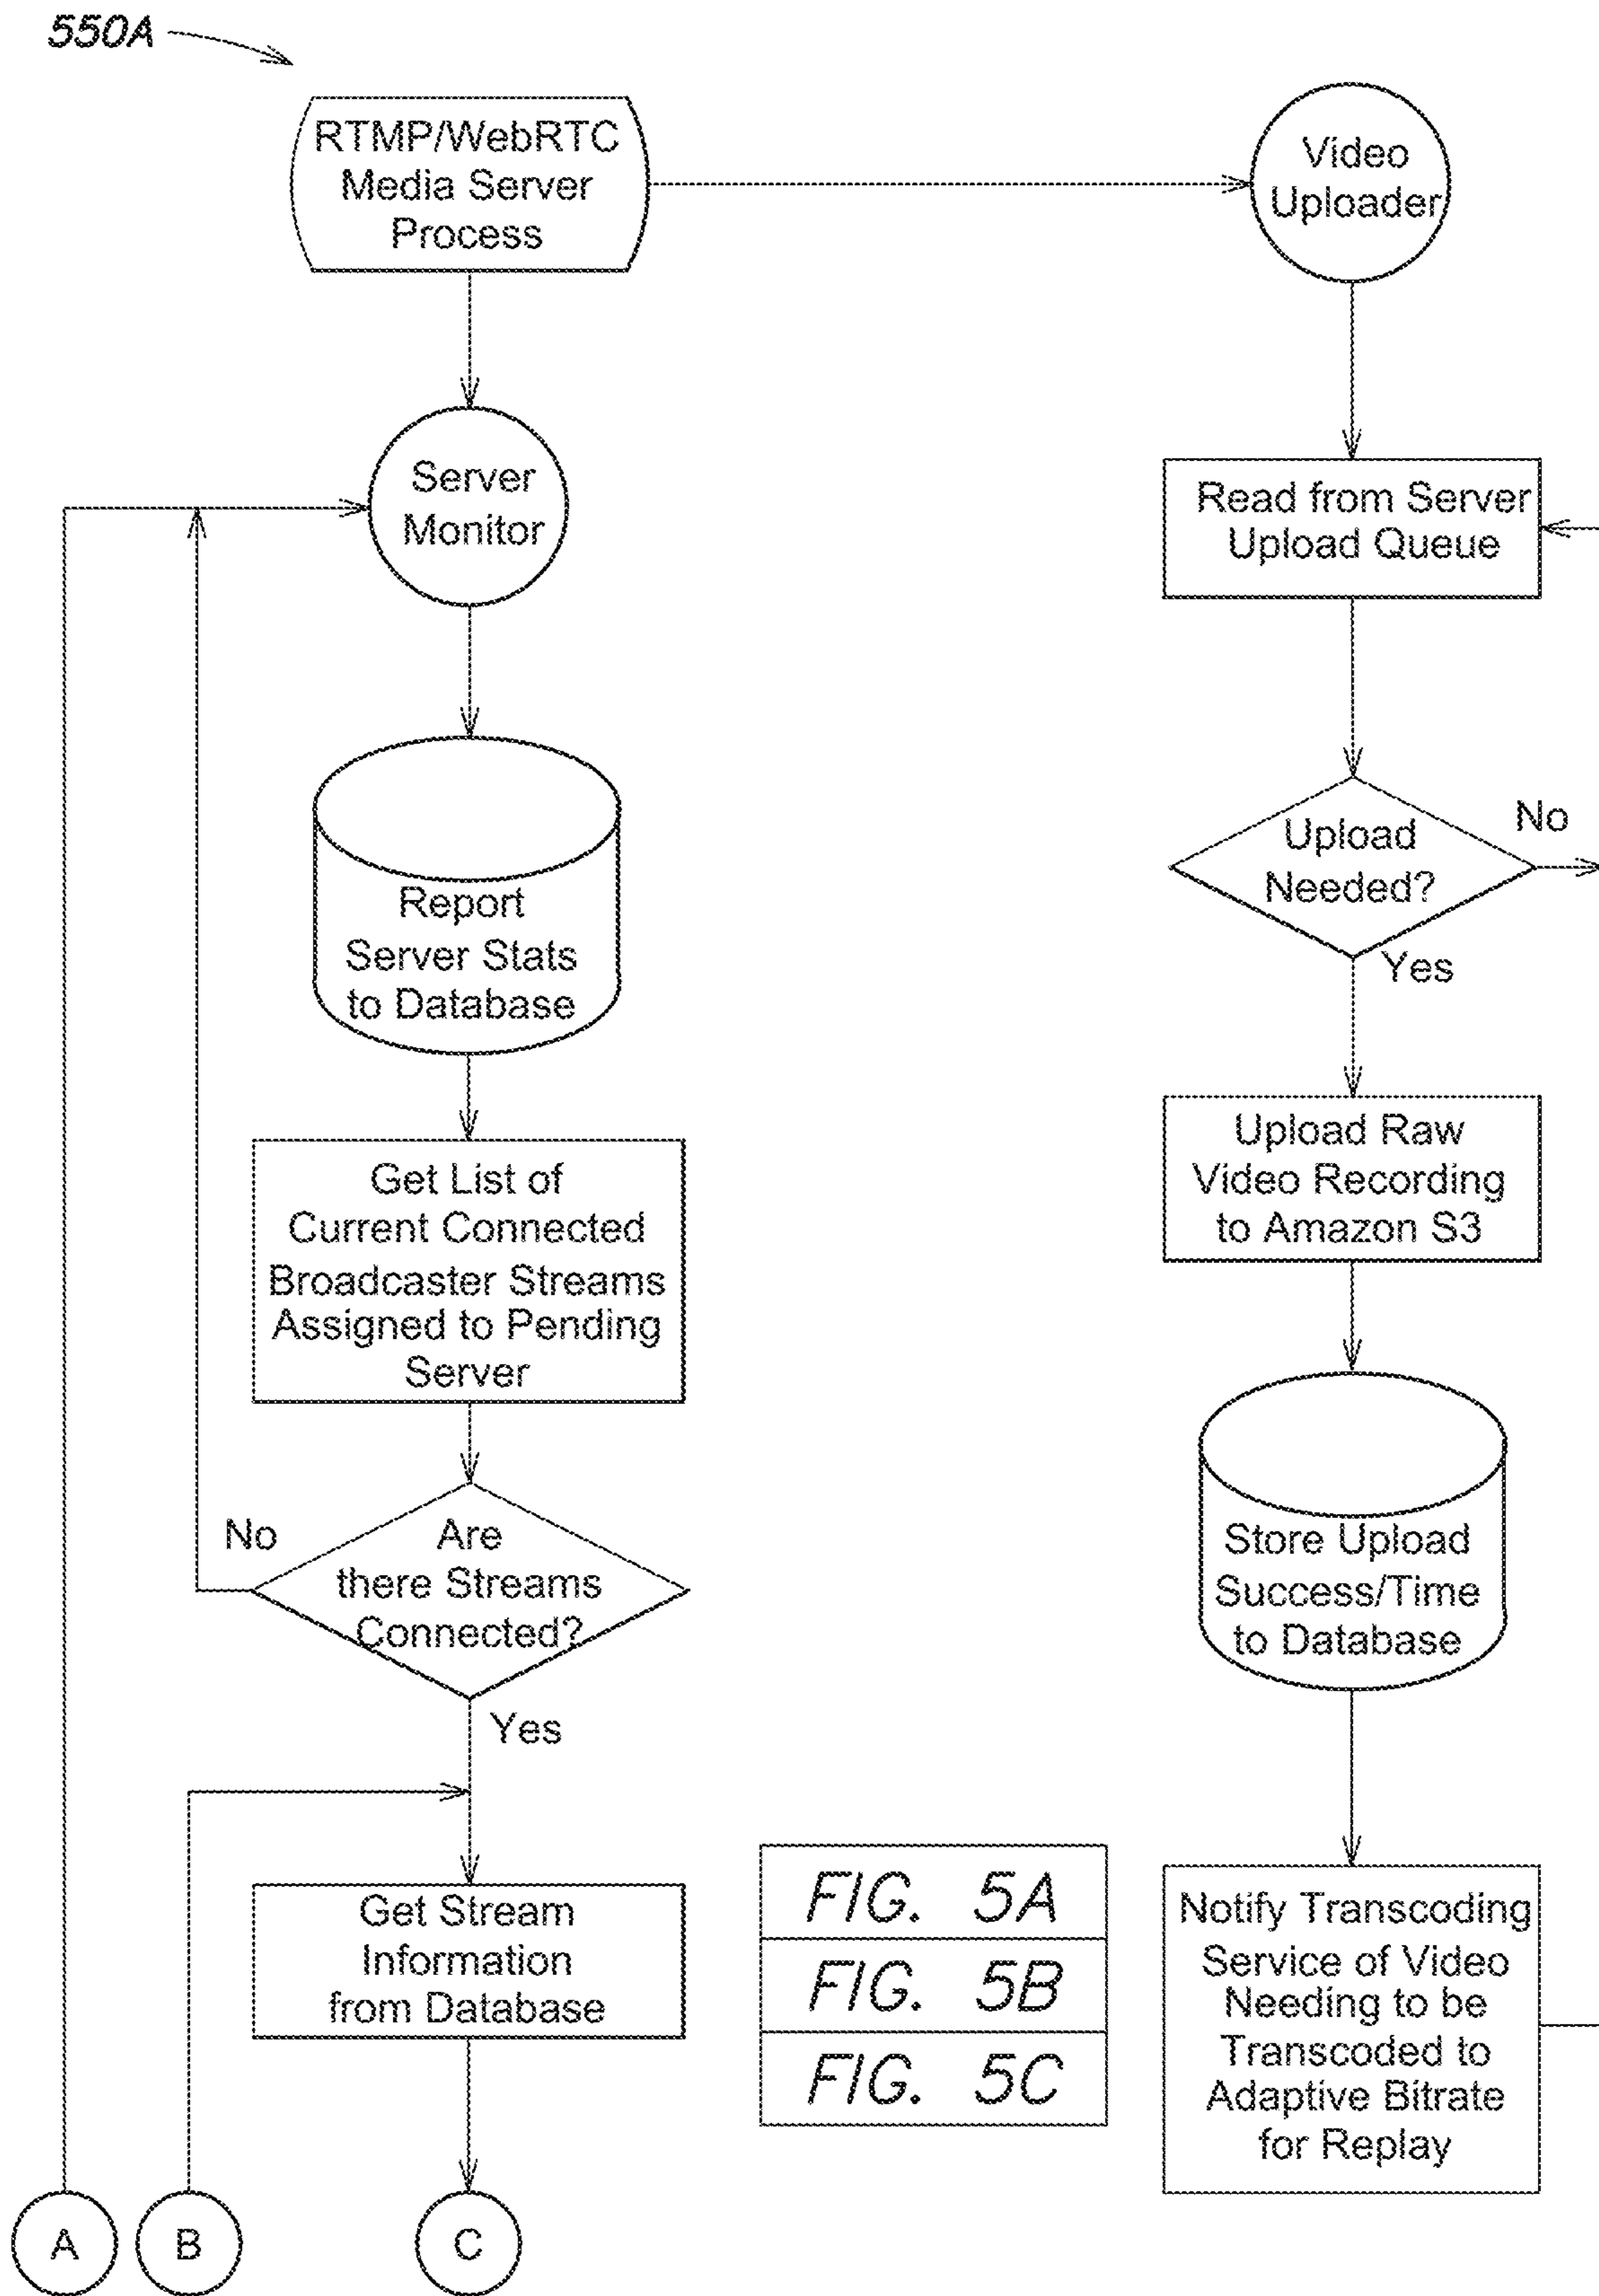 550A
RTMP/WebRTC
Media Server
Process
Video
Uploader
Server
Monitor
Read from Server
Upload Queue
Report
Server Stats
to Database
Upload
Needed?
No
Yes
Get List of
Current Connected
Broadcaster Streams
Assigned to Pending
Server
Upload Raw
Video Recording
to Amazon S3
No
Are
there Streams
Connected?
Yes
Store Upload
Success/Time
to Database
Get Stream
Information
from Database
FIG. 5A
FIG. 5B
FIG. 5C
Notify Transcoding
Service of Video
Needing to be
Transcoded to
Adaptive Bitrate
for Replay
A
B
C